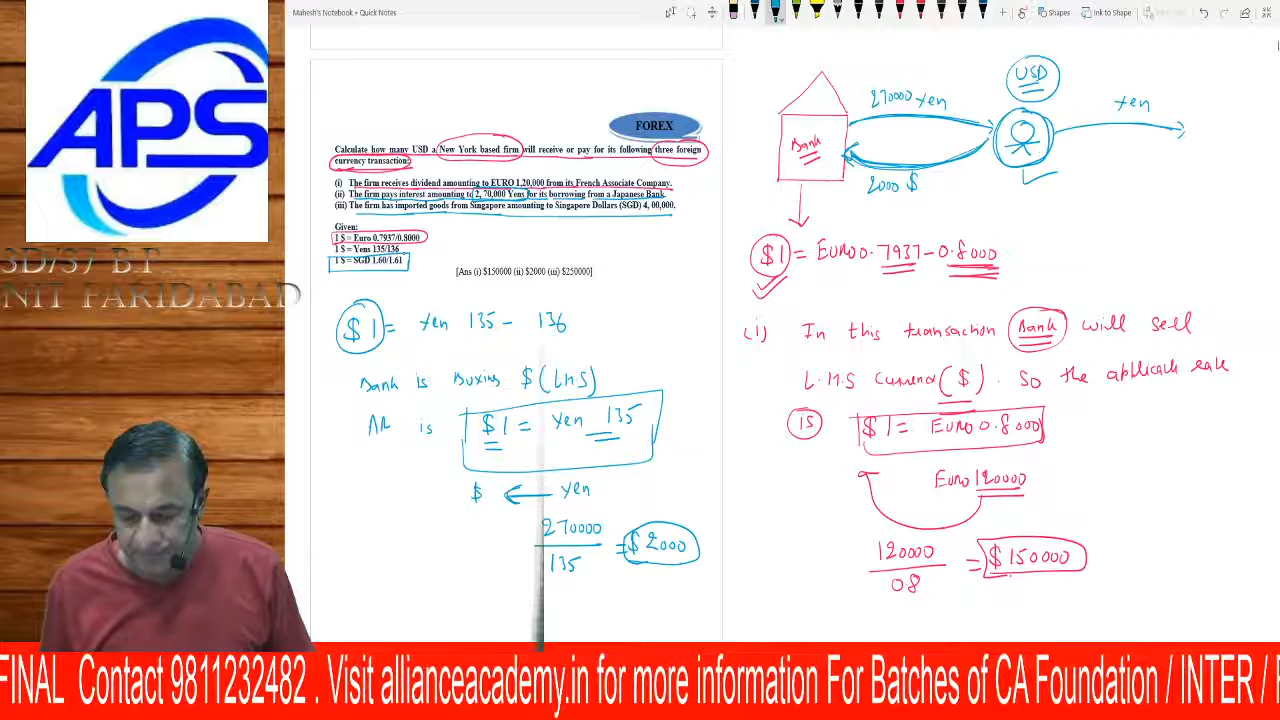 Mahesh's Notebook • Quick Notes
Shapes
Ink to Shape
APS
3D/37 B.P.
NIT FARIDABAD
FOREX
Calculate how many USD a New York based firm will receive or pay for its following three foreign
currency transaction:
(i) The firm receives dividend amounting to EURO 1,20,000 from its French Associate Company.
(ii) The firm pays interest amounting to 2, 70,000 Yens for its borrowing from a Japanese Bank.
(iii) The firm has imported goods from Singapore amounting to Singapore Dollars (SGD) 4, 00,000.
Given:
1 $ = Euro 0.7937/0.8000
1 $ = Yens 135/136
1 $ = SGD 1.60/1.61
[Ans (i) $150000 (ii) $2000 (iii) $250000]
$1 = Yen 135 - 136
Bank is Buxing $ (LHS)
AR is $1 = Yen 135
$ ← Yen
270000
135
= $2000
USD
270000 Yen
Yen
Bank
2000 $
$1 = EURO 0.7937 - 0.8000
(i) In this transaction Bank will sell
L.H.S currency ($). So the applicable rate
is $1 = EURO 0.8000
Euro 120000
120000
0.8
= $150000
FINAL Contact 9811232482 . Visit allianceacademy.in for more information For Batches of CA Foundation / INTER /